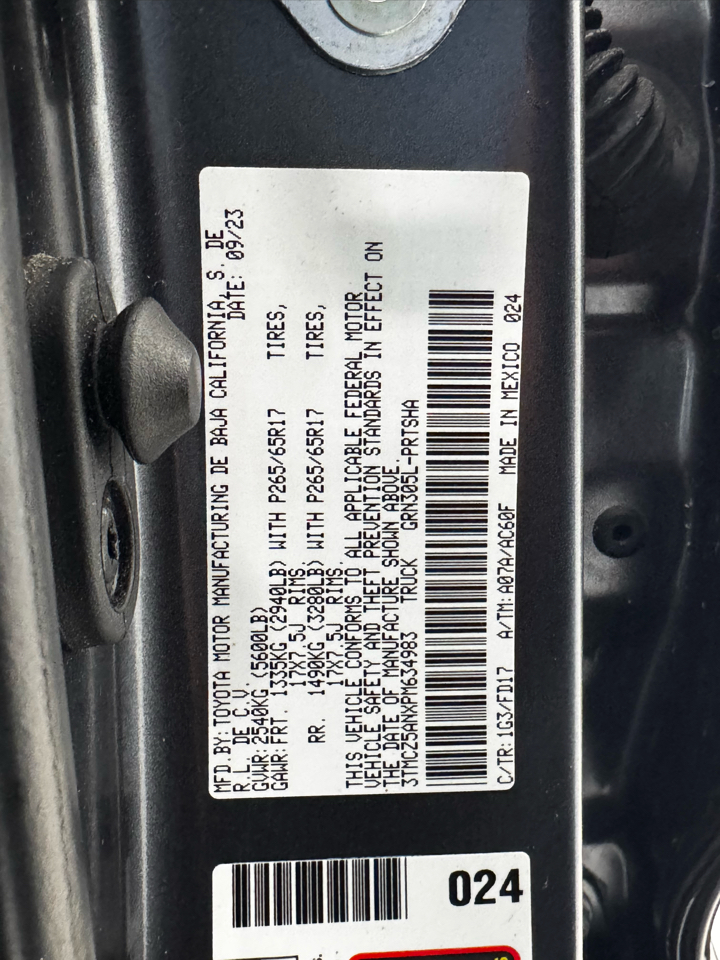 MFD.BY:TOYOTA MOTOR MANUFACTURING DE BAJA CALIFORNIA, S. DE
R.L. DE C.V. DATE: 09/23
GVWR:2540KG (5600LB)
GAWR:FRT. 1335KG (2940LB) WITH P265/65R17 TIRES,
17X7.5J RIMS,
RR. 1490KG (3280LB) WITH P265/65R17 TIRES,
17X7.5J RIMS.
THIS VEHICLE CONFORMS TO ALL APPLICABLE FEDERAL MOTOR
VEHICLE SAFETY AND THEFT PREVENTION STANDARDS IN EFFECT ON
THE DATE OF MANUFACTURE SHOWN ABOVE.
3TMCZ5ANXPM634983 TRUCK GRN305L-PRTSHA
C/TR:1G3/FD17 A/TM:A07A/AC60F MADE IN MEXICO 024
024